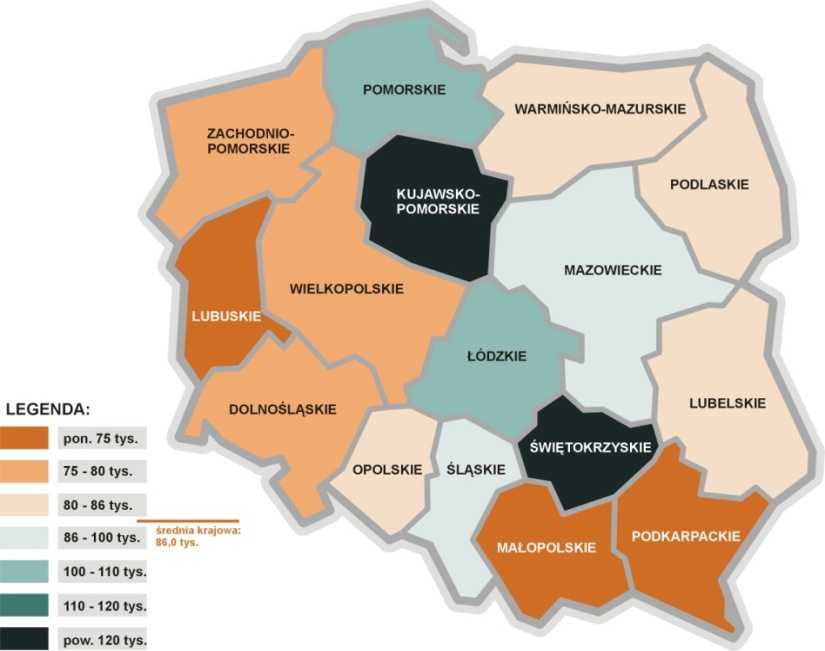 POMORSKIE
WARMIŃSKO-MAZURSKIE
ZACHODNIO-
POMORSKIE
PODLASKIE
KUJAWSKO-
POMORSKIE
MAZOWIECKIE
WIELKOPOLSKIE
LUBUSKIE
ŁÓDZKIE
LUBELSKIE
DOLNOŚLĄSKIE
ŚWIĘTOKRZYSKIE
OPOLSKIE
ŚLĄSKIE
PODKARPACKIE
MAŁOPOLSKIE
LEGENDA:
pon. 75 tys.
75 - 80 tys.
80 - 86 tys.
średnia krajowa:
86,0 tys.
86 - 100 tys.
100 - 110 tys.
110 - 120 tys.
pow. 120 tys.